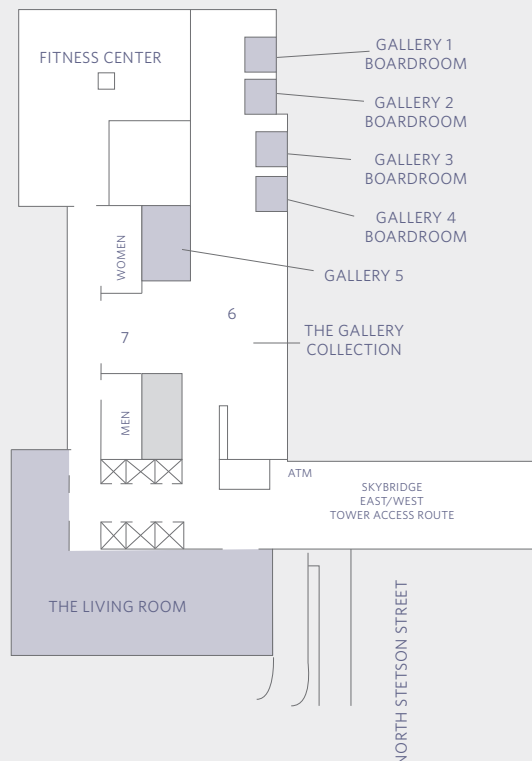 FITNESS CENTER
GALLERY 1
BOARDROOM
GALLERY 2
BOARDROOM
GALLERY 3
BOARDROOM
GALLERY 4
BOARDROOM
WOMEN
GALLERY 5
6
7
THE GALLERY
COLLECTION
MEN
ATM
SKYBRIDGE
EAST/WEST
TOWER ACCESS ROUTE
THE LIVING ROOM
NORTH STETSON STREET